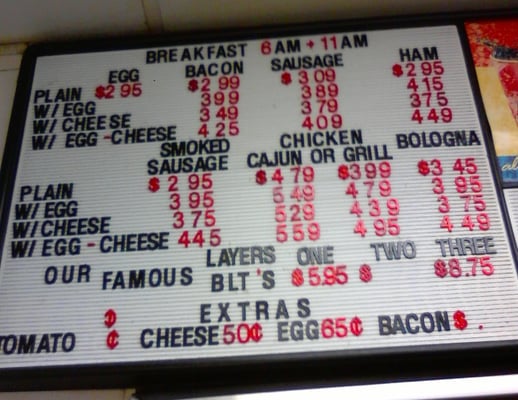 BREAKFAST 6AM + 11AM
EGG BACON SAUSAGE HAM
PLAIN $2 95 $2 99 $3 09 $2 95
W/ EGG 3 99 3 89 4 15
W/ CHEESE 3 49 3 79 3 75
W/ EGG - CHEESE 4 25 4 09 4 49
SMOKED SAUSAGE CHICKEN CAJUN OR GRILL BOLOGNA
PLAIN $2 95 $4 79 $3 99 $3 45
W/ EGG 3 95 5 49 4 79 3 95
W/CHEESE 3 75 5 29 4 39 3 75
W/ EGG - CHEESE 4 45 5 59 4 95 4 49
LAYERS ONE TWO THREE
OUR FAMOUS BLT'S $5.95 $ $8.75
EXTRAS
TOMATO ¢ CHEESE 50¢ EGG 65¢ BACON $ .